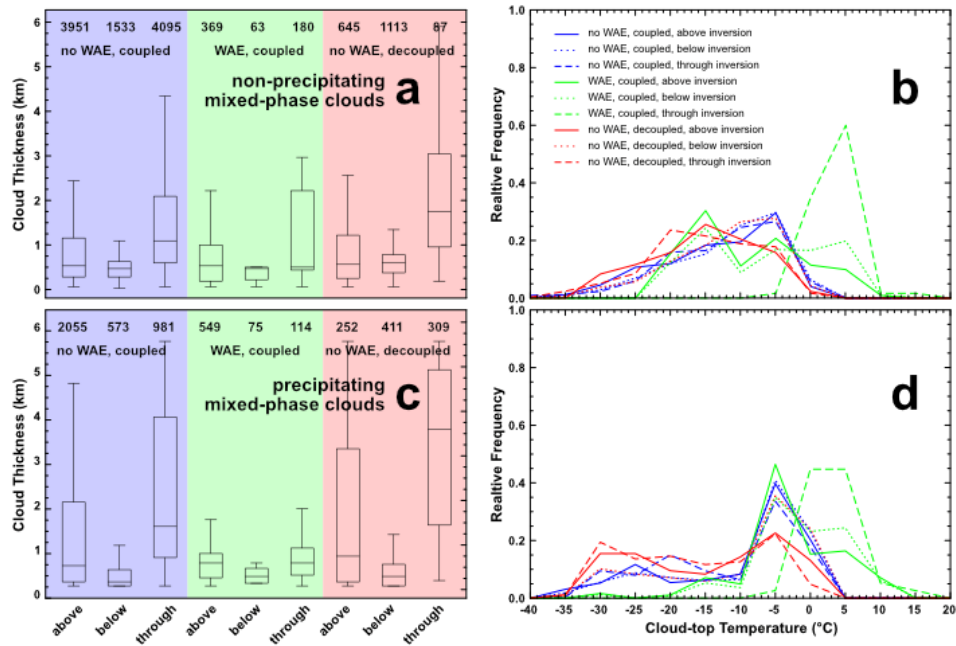 3951 1533 4095 369 63 180 645 1113 87
no WAE, coupled WAE, coupled no WAE, decoupled
non-precipitating
mixed-phase clouds
a
Cloud Thickness (km)
6
5
4
3
2
1
0
b
no WAE, coupled, above inversion
no WAE, coupled, below inversion
no WAE, coupled, through inversion
WAE, coupled, above inversion
WAE, coupled, below inversion
WAE, coupled, through inversion
no WAE, decoupled, above inversion
no WAE, decoupled, below inversion
no WAE, decoupled, through inversion
Realtive Frequency
1.0
0.8
0.6
0.4
0.2
0.0
2055 573 981 549 75 114 252 411 309
no WAE, coupled WAE, coupled no WAE, decoupled
precipitating
mixed-phase clouds
c
Cloud Thickness (km)
6
5
4
3
2
1
0
above below through above below through above below through
d
Realtive Frequency
1.0
0.8
0.6
0.4
0.2
0.0
-40 -35 -30 -25 -20 -15 -10 -5 0 5 10 15 20
Cloud-top Temperature (°C)